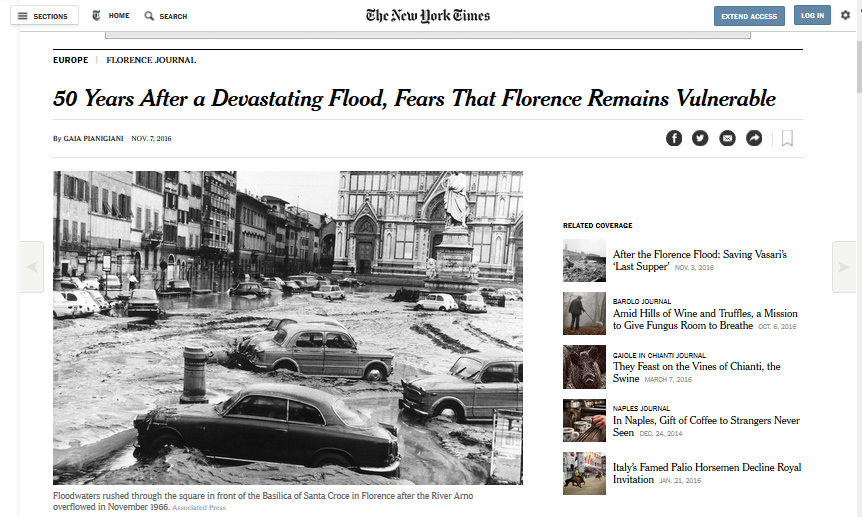 SECTIONS
HOME
SEARCH
The New York Times
EXTEND ACCESS
LOG IN
EUROPE | FLORENCE JOURNAL
50 Years After a Devastating Flood, Fears That Florence Remains Vulnerable
By GAIA PIANIGIANI NOV. 7, 2016
Floodwaters rushed through the square in front of the Basilica of Santa Croce in Florence after the River Arno
overflowed in November 1966. Associated Press
RELATED COVERAGE
After the Florence Flood: Saving Vasari's
'Last Supper' NOV. 3, 2016
BAROLO JOURNAL
Amid Hills of Wine and Truffles, a Mission
to Give Fungus Room to Breathe OCT. 6, 2016
GAIOLE IN CHIANTI JOURNAL
They Feast on the Vines of Chianti, the
Swine MARCH 7, 2016
NAPLES JOURNAL
In Naples, Gift of Coffee to Strangers Never
Seen DEC. 24, 2014
Italy's Famed Palio Horsemen Decline Royal
Invitation JAN. 21, 2016